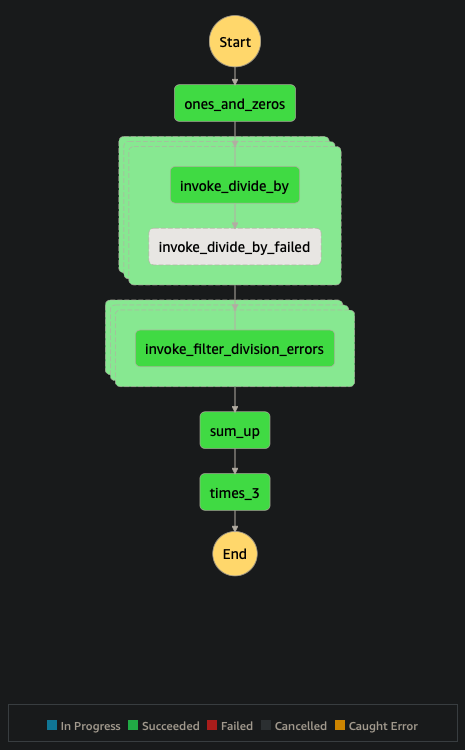 Start
ones_and_zeros
invoke_divide_by
invoke_divide_by_failed
invoke_filter_division_errors
sum_up
times_3
End
In Progress Succeeded Failed Cancelled Caught Error